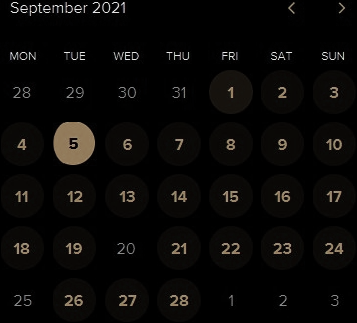 September 2021
MON TUE WED THU FRI SAT SUN
28 29 30 31 1 2 3
4 5 6 7 8 9 10
11 12 13 14 15 16 17
18 19 20 21 22 23 24
25 26 27 28 1 2 3